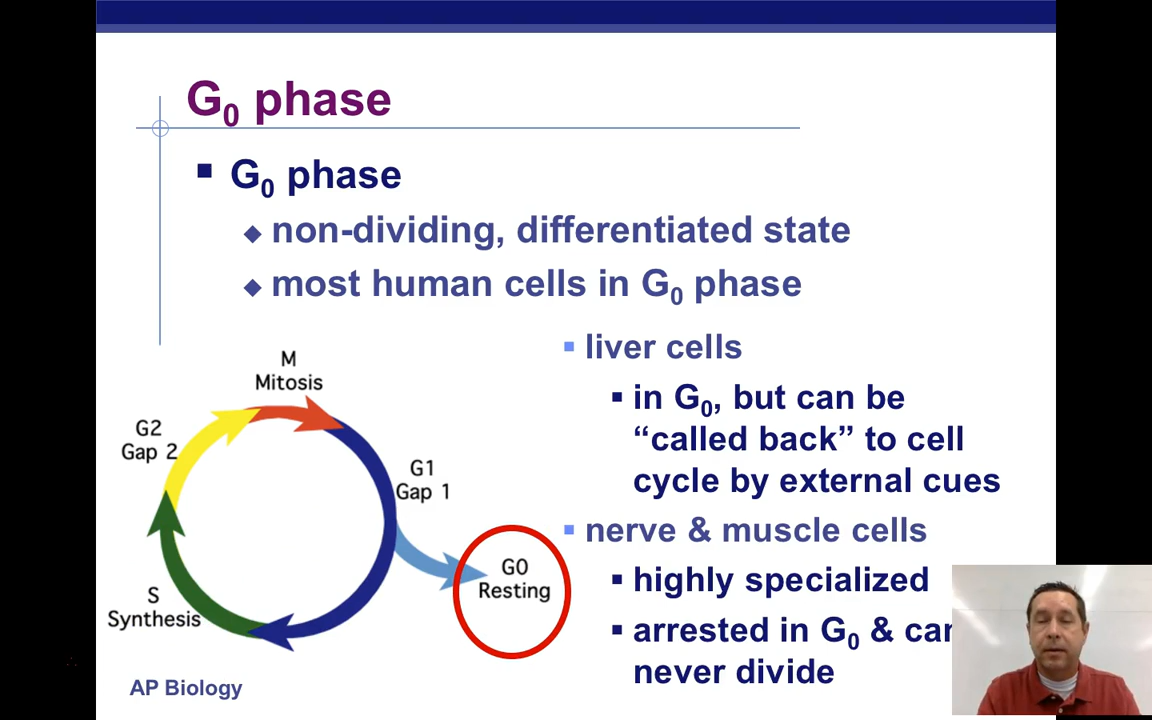 G₀ phase
G₀ phase
non-dividing, differentiated state
most human cells in G₀ phase
liver cells
in G₀, but can be
“called back” to cell
cycle by external cues
nerve & muscle cells
highly specialized
arrested in G₀ & can
never divide
M
Mitosis
G2
Gap 2
G1
Gap 1
G0
Resting
S
Synthesis
AP Biology